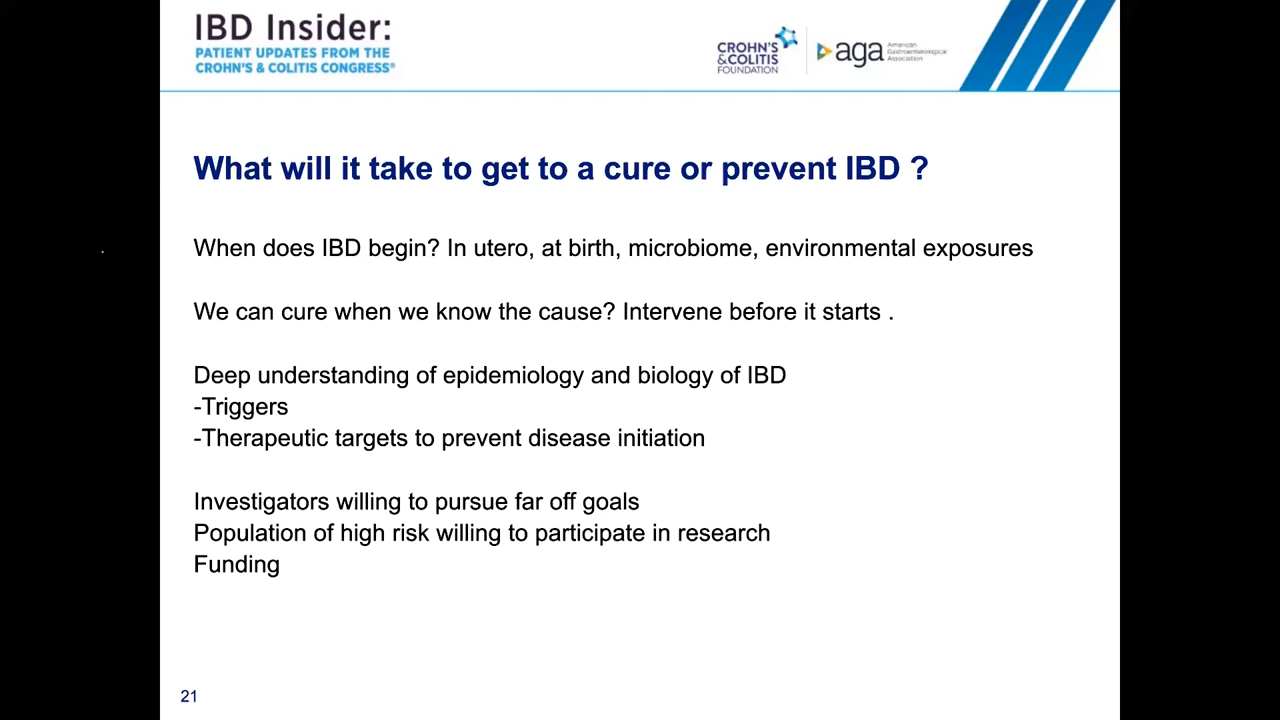 IBD Insider:
PATIENT UPDATES FROM THE
CROHN'S & COLITIS CONGRESS®
CROHN'S
& COLITIS
FOUNDATION
aga
American
Gastroenterological
Association
What will it take to get to a cure or prevent IBD ?
When does IBD begin? In utero, at birth, microbiome, environmental exposures
We can cure when we know the cause? Intervene before it starts .
Deep understanding of epidemiology and biology of IBD
-Triggers
-Therapeutic targets to prevent disease initiation
Investigators willing to pursue far off goals
Population of high risk willing to participate in research
Funding
21